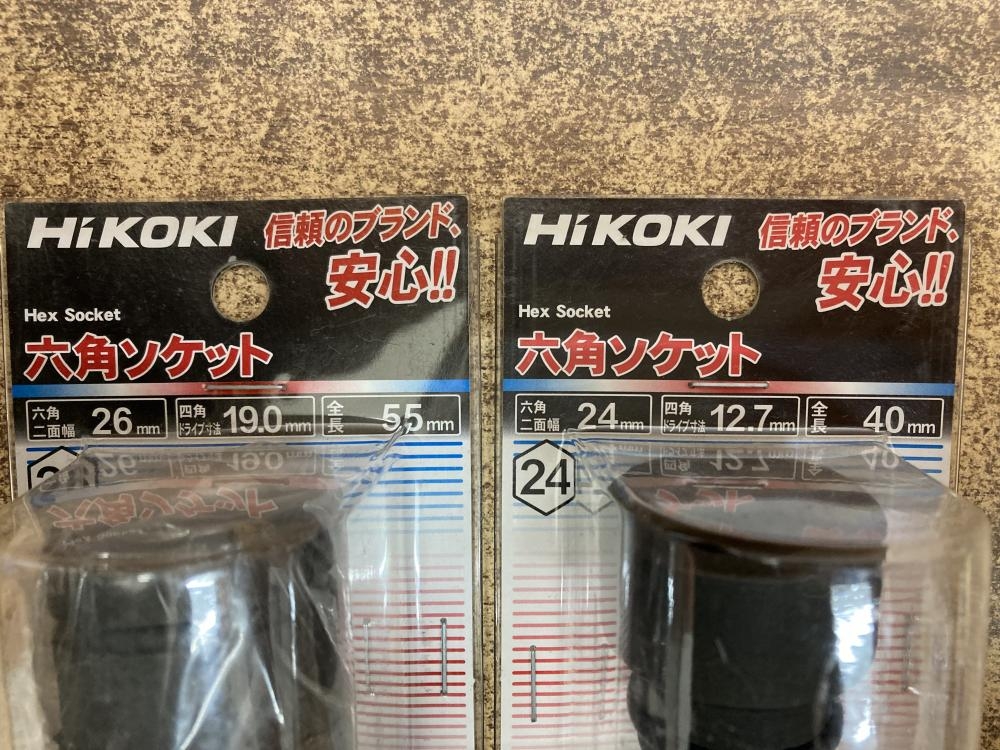 HiKOKI
信頼のブランド、
安心!!
Hex Socket
六角ソケット
六角
二面幅 26mm
四角
ドライブ寸法 19.0mm
全長 55mm
HiKOKI
信頼のブランド、
安心!!
Hex Socket
六角ソケット
六角
二面幅 24mm
四角
ドライブ寸法 12.7mm
全長 40mm
24